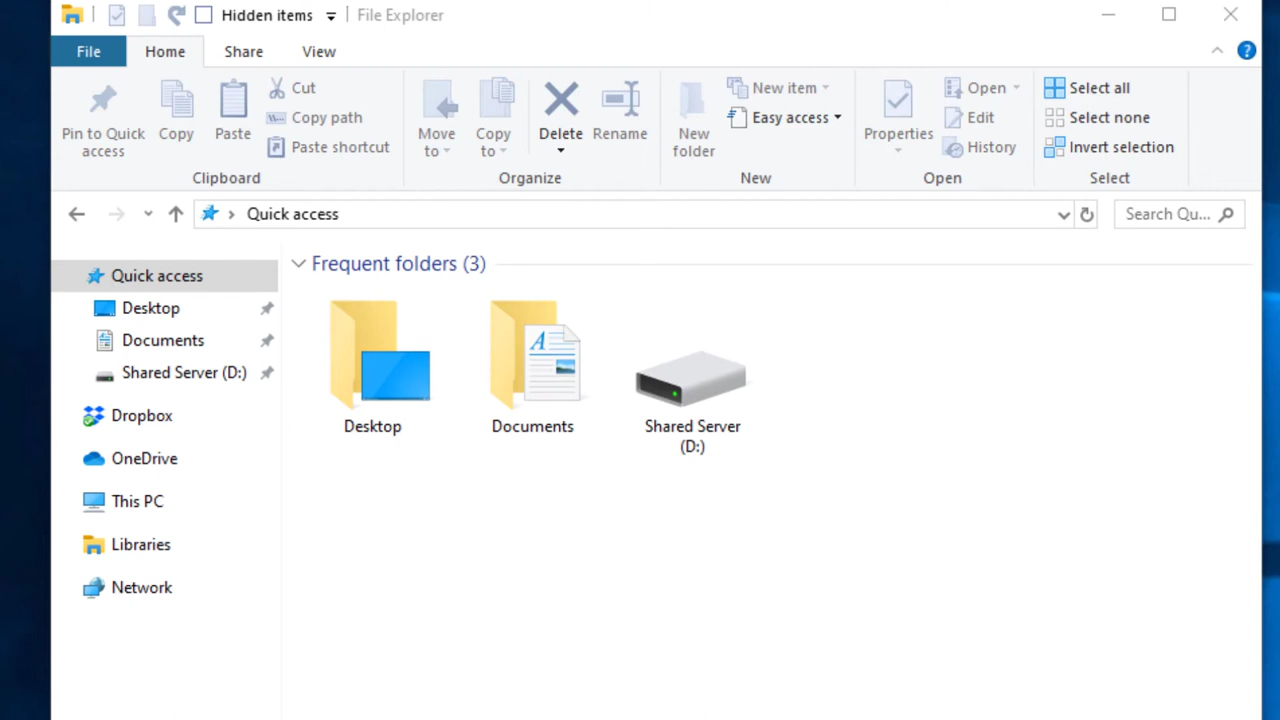 Hidden items
File Explorer
File
Home
Share
View
Pin to Quick
access
Copy
Paste
Cut
Copy path
Paste shortcut
Clipboard
Move
to
Copy
to
Delete
Rename
Organize
New
folder
New item
Easy access
New
Properties
Open
Edit
History
Open
Select all
Select none
Invert selection
Select
Quick access
Search Qu...
Quick access
Desktop
Documents
Shared Server (D:)
Dropbox
OneDrive
This PC
Libraries
Network
Frequent folders (3)
Desktop
Documents
Shared Server
(D:)